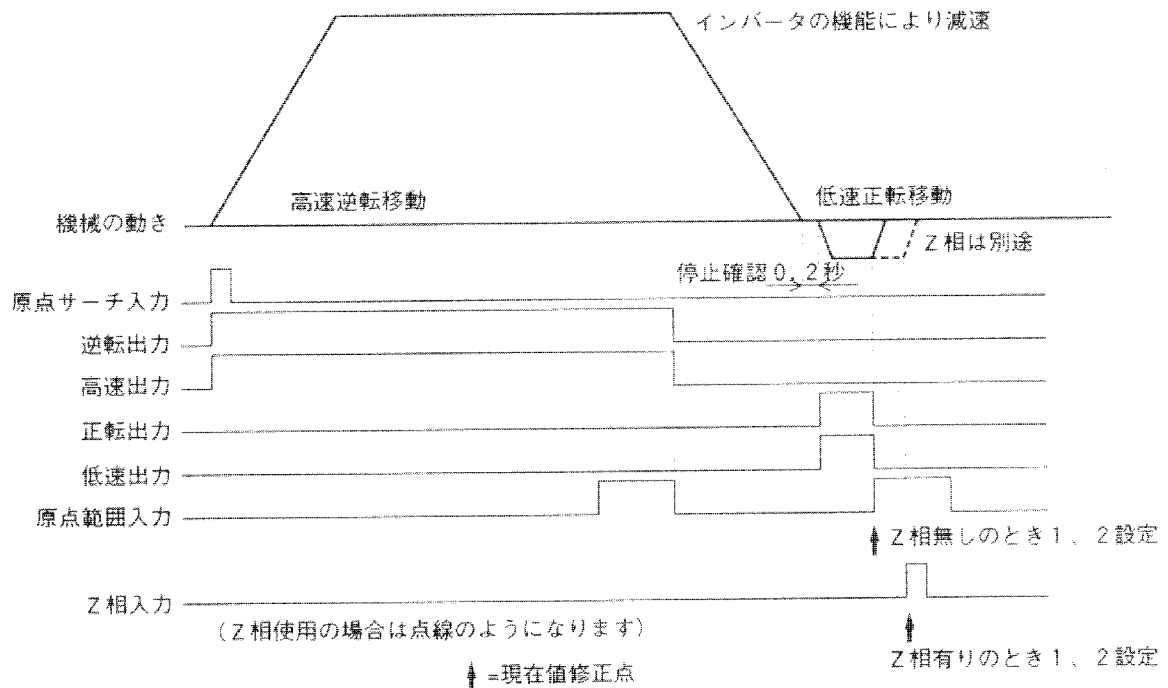 インバータの機能により減速
高速逆転移動
低速正転移動
機械の動き
Z相は別途
停止確認0.2秒
原点サーチ入力
逆転出力
高速出力
正転出力
低速出力
原点範囲入力
Z相無しのとき1、2設定
Z相入力
(Z相使用の場合は点線のようになります)
Z相有りのとき1、2設定
=現在値修正点